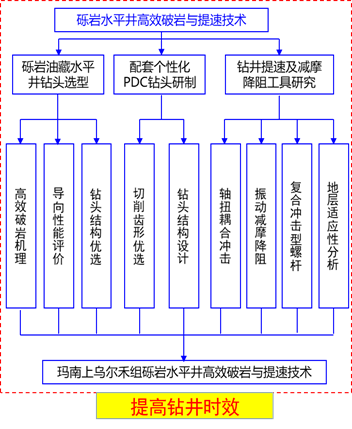 砾岩水平井高效破岩与提速技术
砾岩油藏水平
井钻头选型
配套个性化
PDC钻头研制
钻井提速及减摩
降阻工具研究
高效破岩机理
导向性能评价
钻头结构优选
切削齿形优选
钻头结构设计
轴扭耦合冲击
振动减摩降阻
复合冲击型螺杆
地层适应性分析
玛南上乌尔禾组砾岩水平井高效破岩与提速技术
提高钻井时效